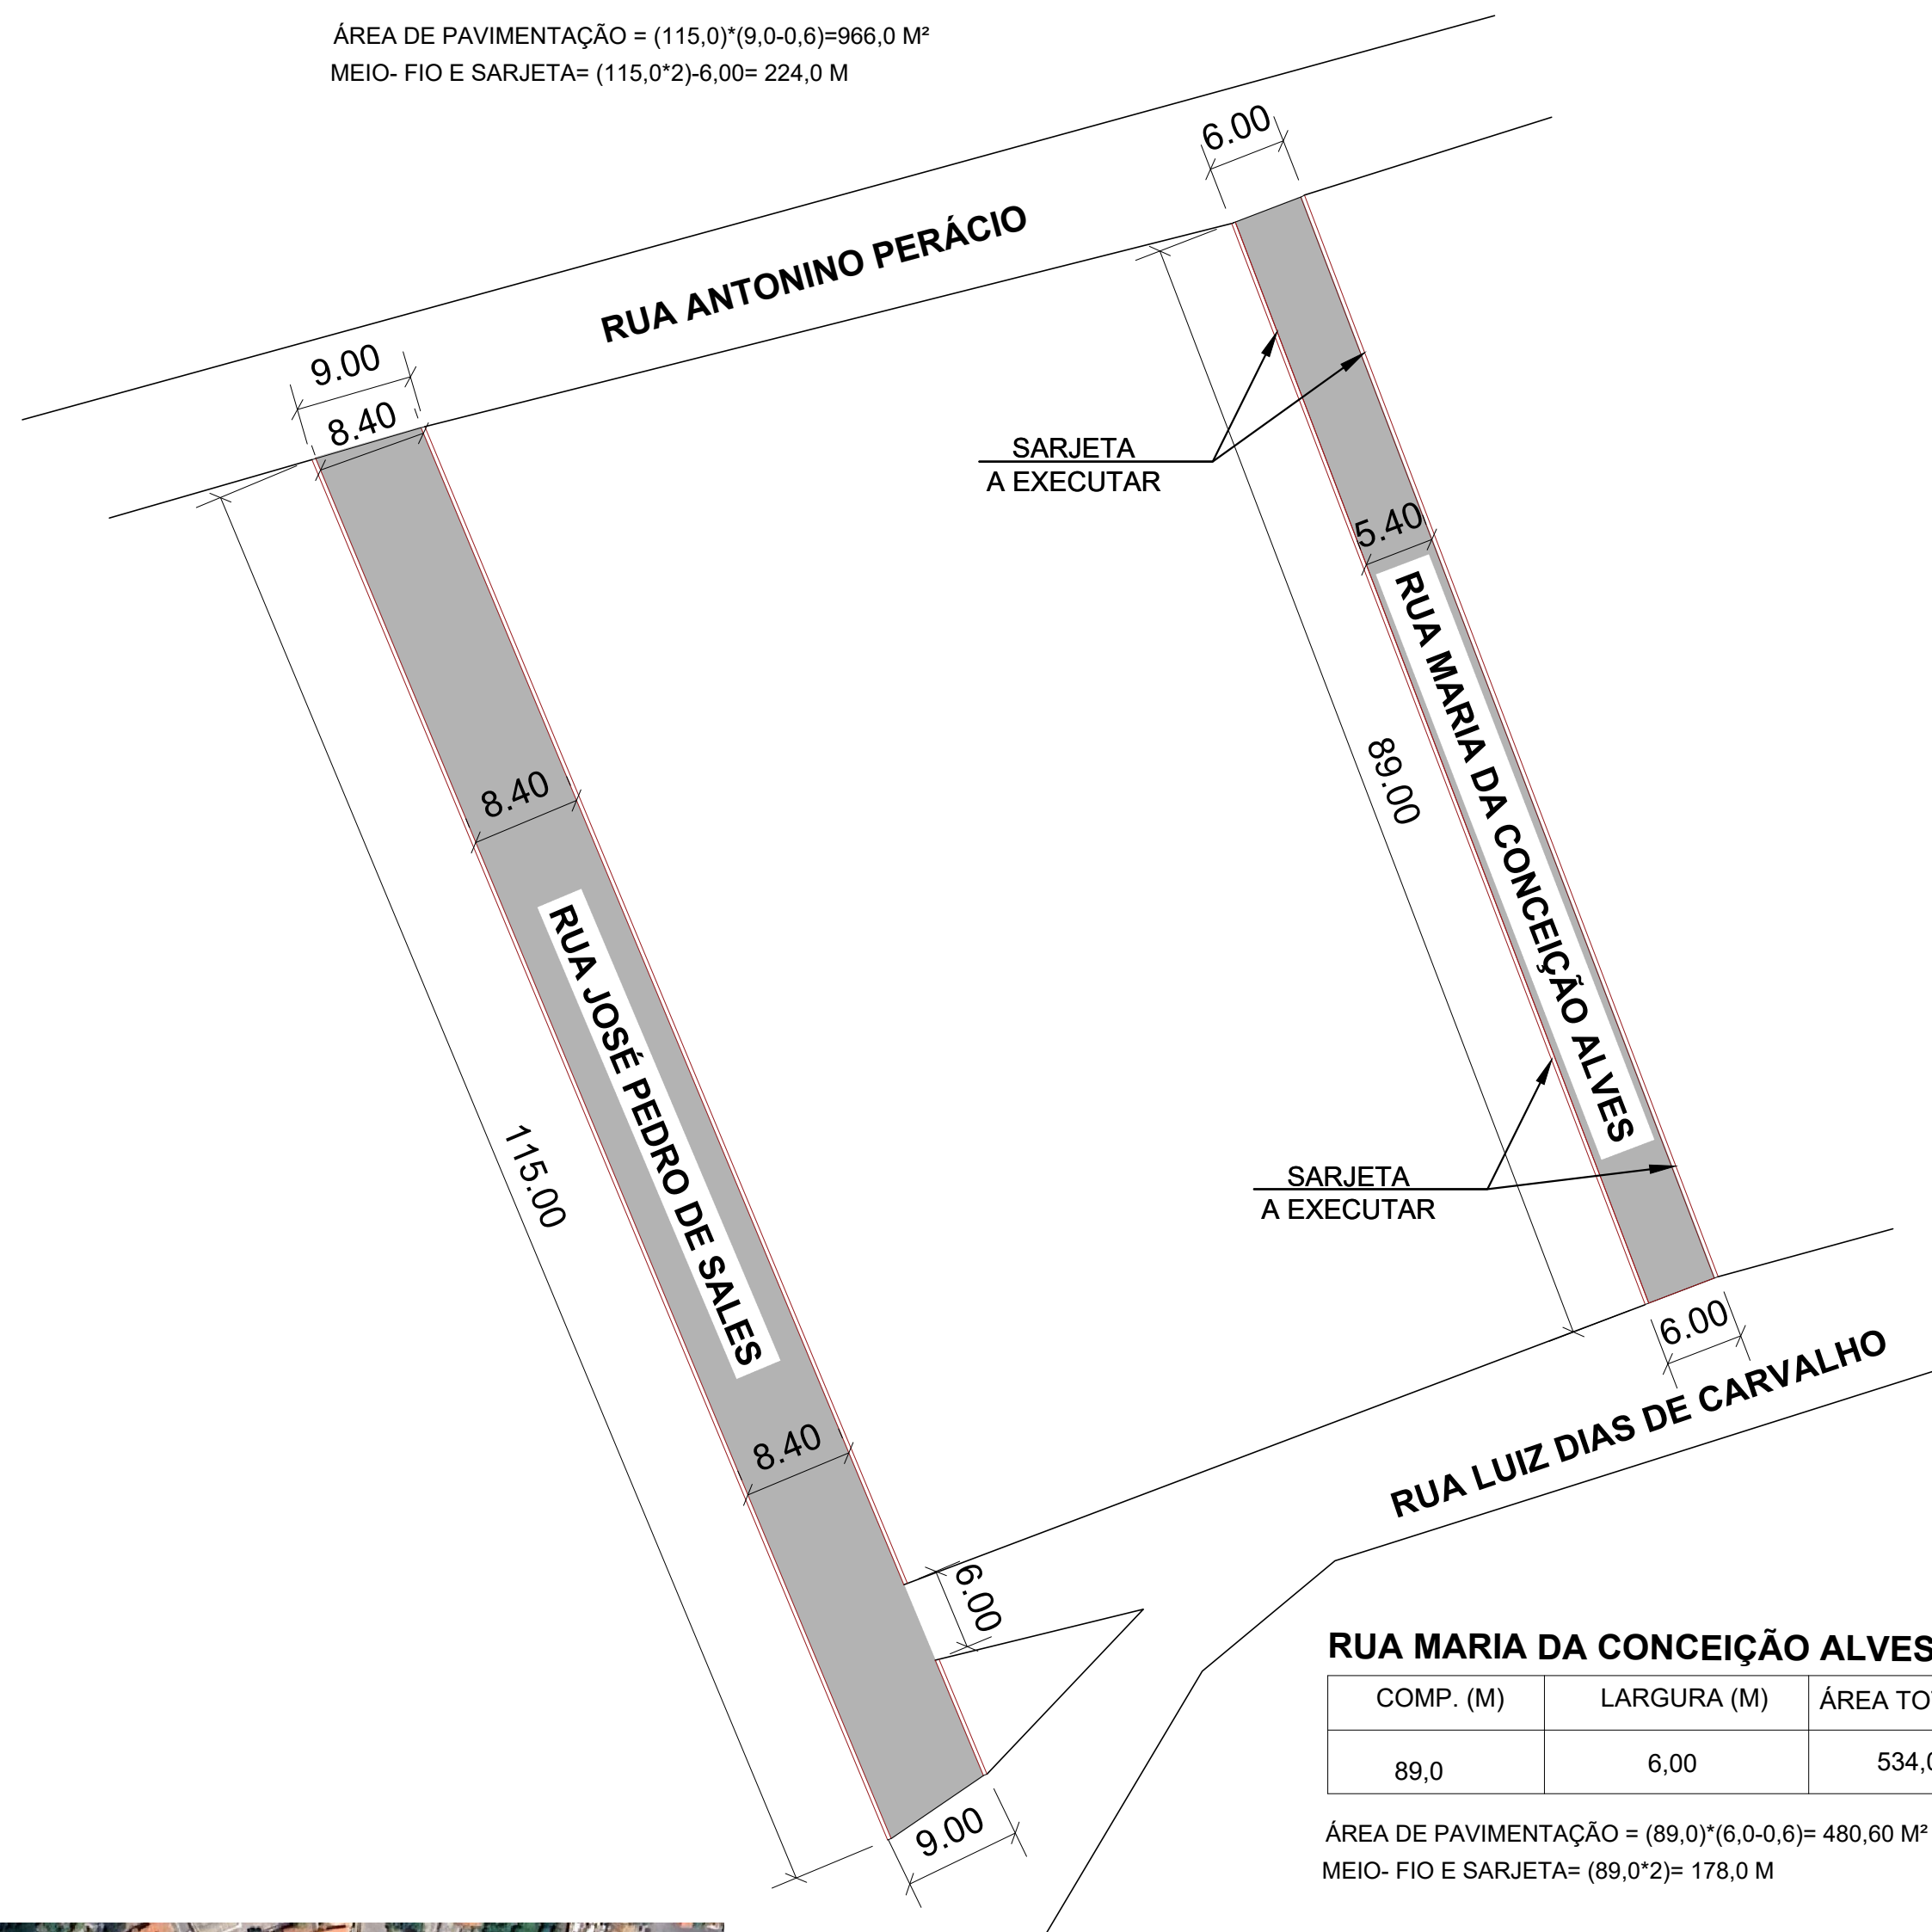 ÁREA DE PAVIMENTAÇÃO = (115,0)*(9,0-0,6)=966,0 M²
MEIO- FIO E SARJETA= (115,0*2)-6,00= 224,0 M
6.00
RUA ANTONINO PERÁCIO
9.00
8.40
SARJETA
A EXECUTAR
5.40
RUA MARIA DA CONCEIÇÃO ALVES
89.00
8.40
RUA JOSÉ PEDRO DE SALES
115.00
SARJETA
A EXECUTAR
6.00
RUA LUIZ DIAS DE CARVALHO
8.40
6.00
9.00
RUA MARIA DA CONCEIÇÃO ALVES
COMP. (M) LARGURA (M) ÁREA
89,0 6,00 534,0
ÁREA DE PAVIMENTAÇÃO = (89,0)*(6,0-0,6)= 480,60 M²
MEIO- FIO E SARJETA= (89,0*2)= 178,0 M